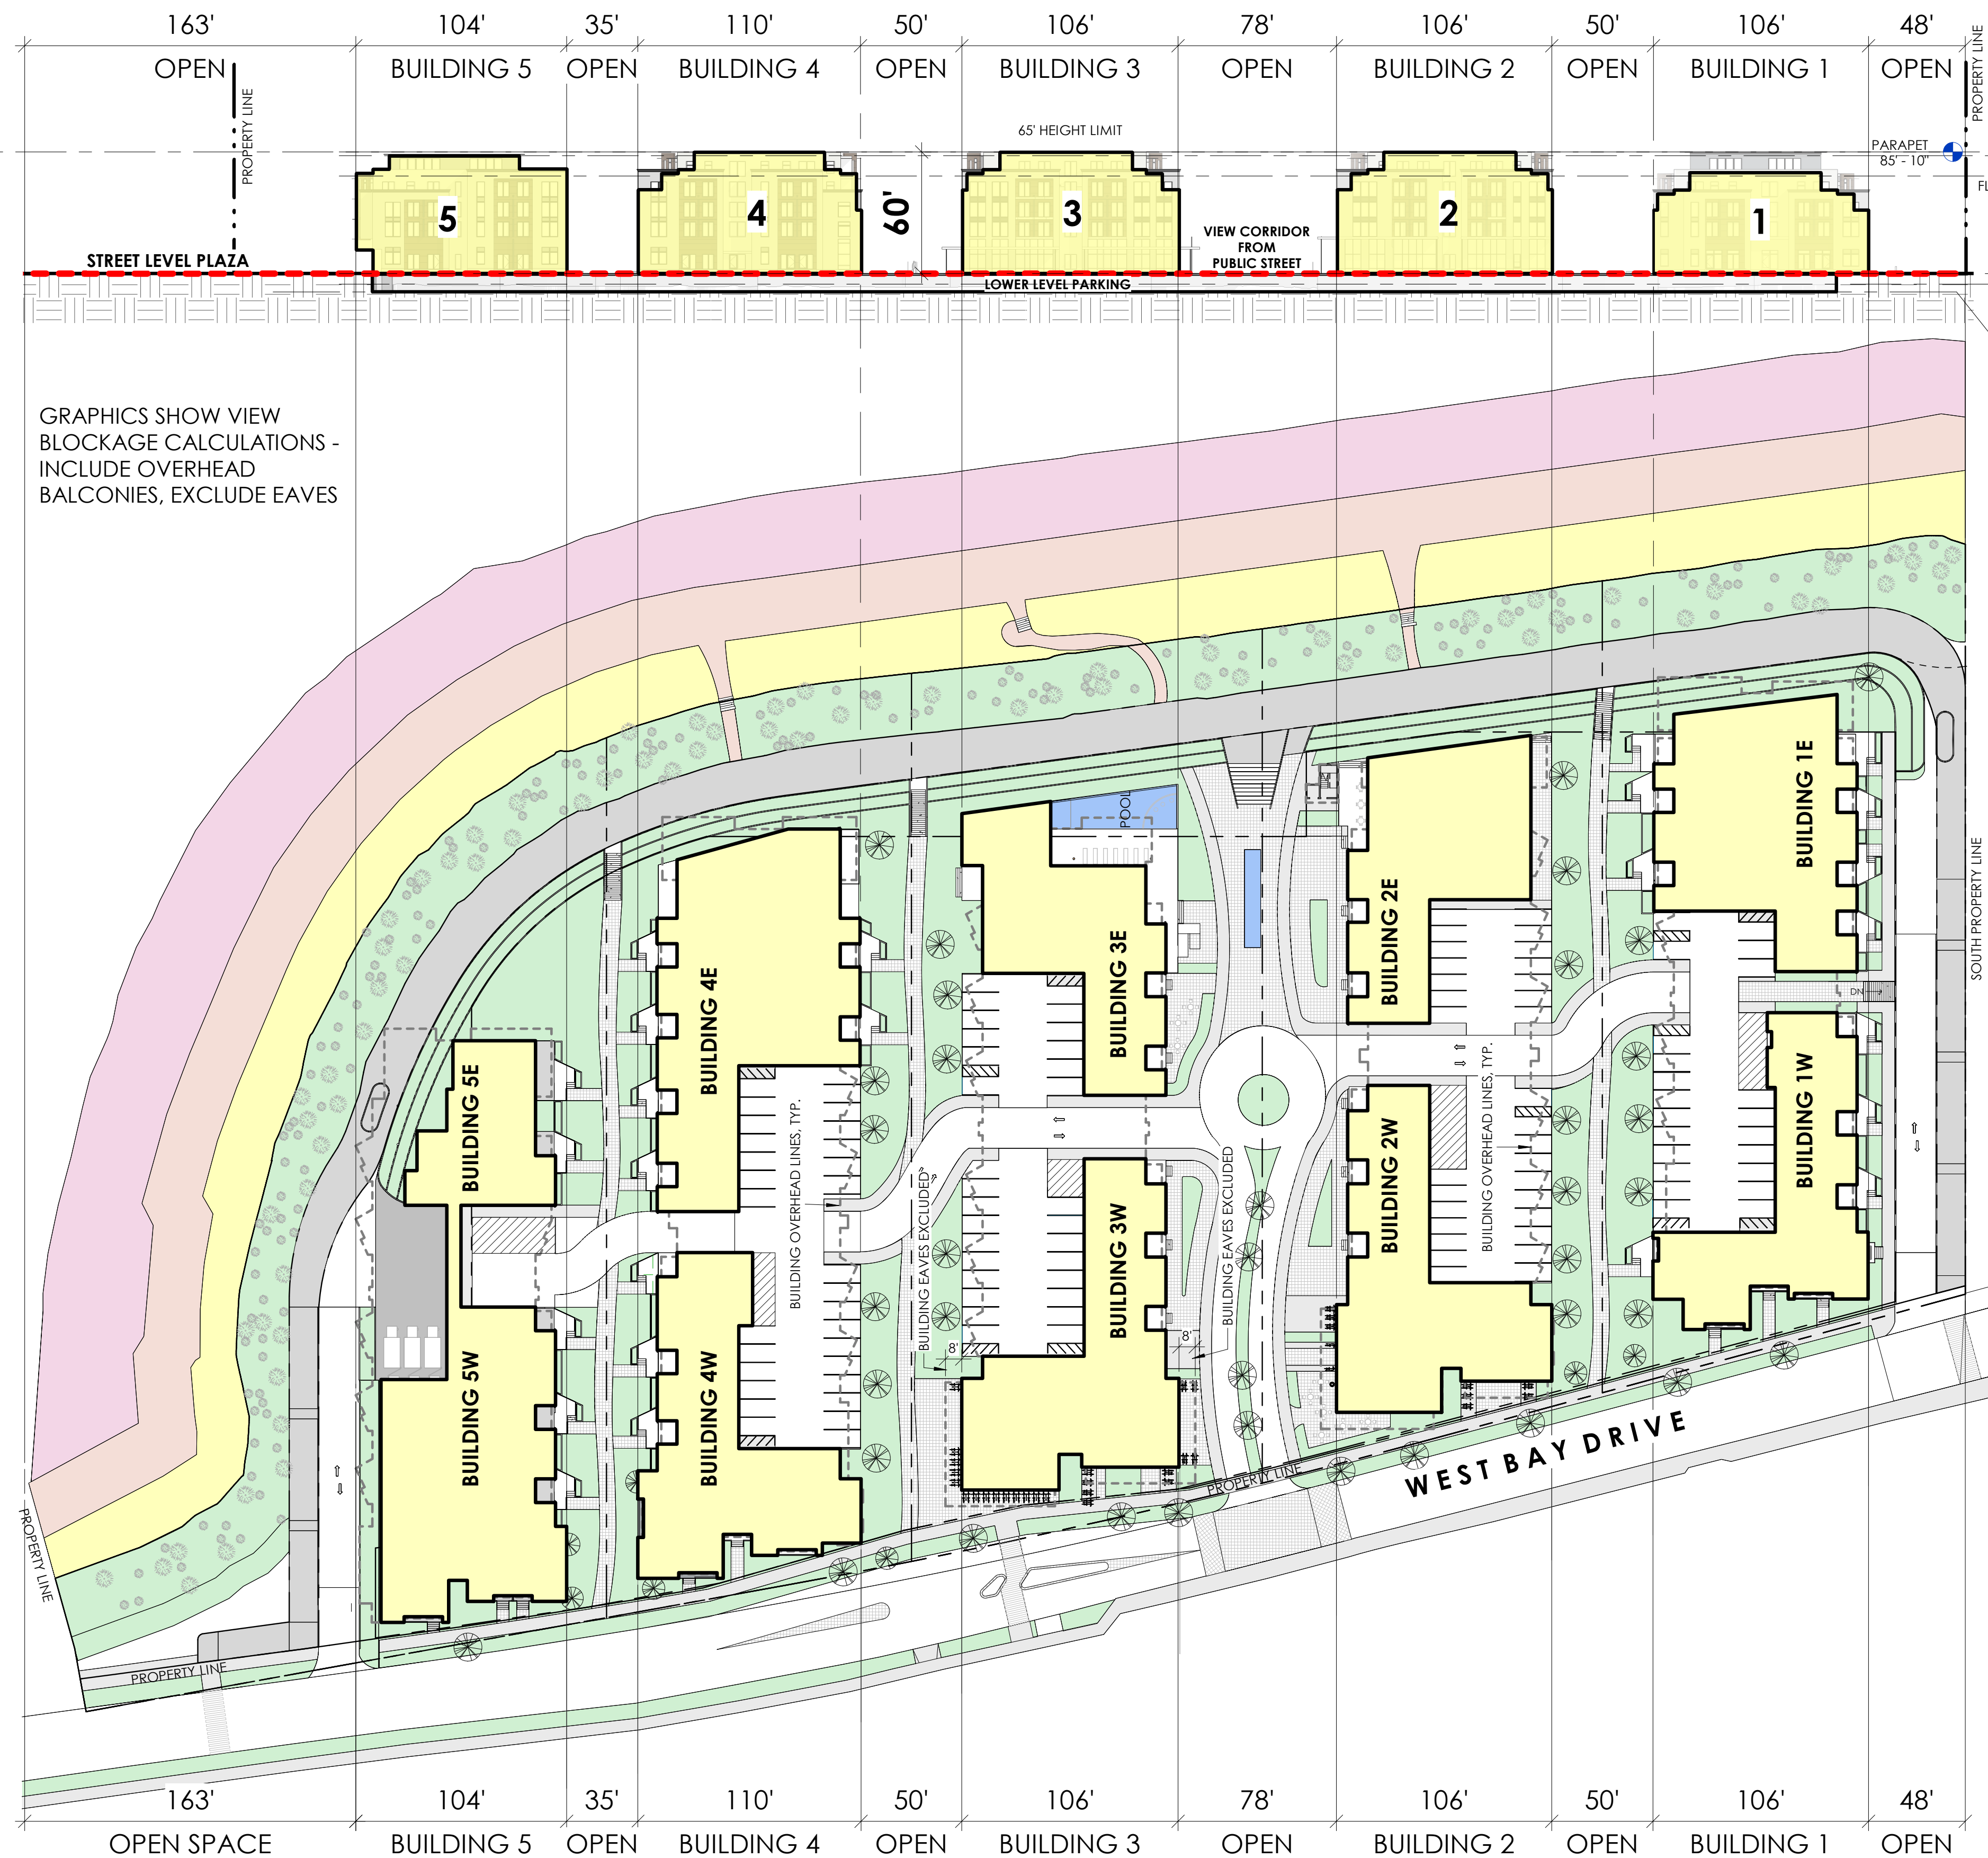 163' 104' 35' 110' 50' 106' 78' 106' 50' 106' 48'
OPEN BUILDING 5 OPEN BUILDING 4 OPEN BUILDING 3 OPEN BUILDING 2 OPEN BUILDING 1 OPEN
PROPERTY LINE
PROPERTY LINE
65' HEIGHT LIMIT
PARAPET
85' - 10"
FL
5
4
60'
3
2
1
VIEW CORRIDOR
FROM
PUBLIC STREET
STREET LEVEL PLAZA
LOWER LEVEL PARKING
GRAPHICS SHOW VIEW
BLOCKAGE CALCULATIONS -
INCLUDE OVERHEAD
BALCONIES, EXCLUDE EAVES
POOL
BUILDING 1E
BUILDING 2E
BUILDING 3E
BUILDING 4E
BUILDING 5E
SOUTH PROPERTY LINE
DN
BUILDING 1W
BUILDING 2W
BUILDING 3W
BUILDING 4W
BUILDING 5W
BUILDING OVERHEAD LINES, TYP.
BUILDING OVERHEAD LINES, TYP.
BUILDING EAVES EXCLUDED
BUILDING EAVES EXCLUDED
8'
8'
WEST BAY DRIVE
PROPERTY LINE
PROPERTY LINE
PROPERTY LINE
163' 104' 35' 110' 50' 106' 78' 106' 50' 106' 48'
OPEN SPACE BUILDING 5 OPEN BUILDING 4 OPEN BUILDING 3 OPEN BUILDING 2 OPEN BUILDING 1 OPEN